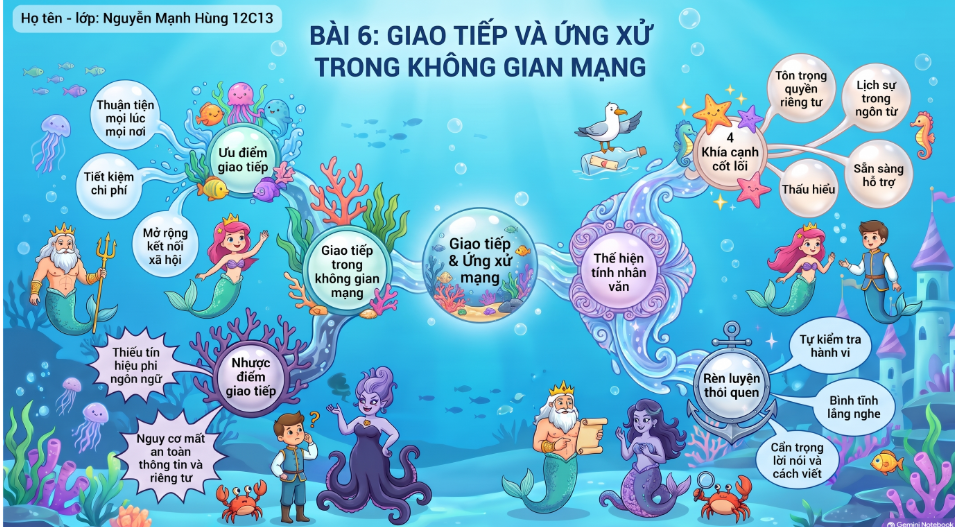 Họ tên - lớp: Nguyễn Mạnh Hùng 12C13
BÀI 6: GIAO TIẾP VÀ ỨNG XỬ
TRONG KHÔNG GIAN MẠNG
Thuận tiện
mọi lúc
mọi nơi
Tiết kiệm
chi phí
Mở rộng
kết nối
xã hội
Ưu điểm
giao tiếp
Giao tiếp
trong
không gian
mạng
Thiếu tín
hiệu phi
ngôn ngữ
Nguy cơ mất
an toàn
thông tin và
riêng tư
Nhược
điểm
giao tiếp
Giao tiếp
& Ứng xử
mạng
Thể hiện
tính nhân
văn
4
Khía cạnh
cốt lõi
Tôn trọng
quyền
riêng tư
Lịch sự
trong
ngôn từ
Thấu hiểu
Sẵn sàng
hỗ trợ
Rèn luyện
thói quen
Tự kiểm tra
hành vi
Bình tĩnh
lắng nghe
Cẩn trọng
lời nói và
cách viết
Gemini Notebook